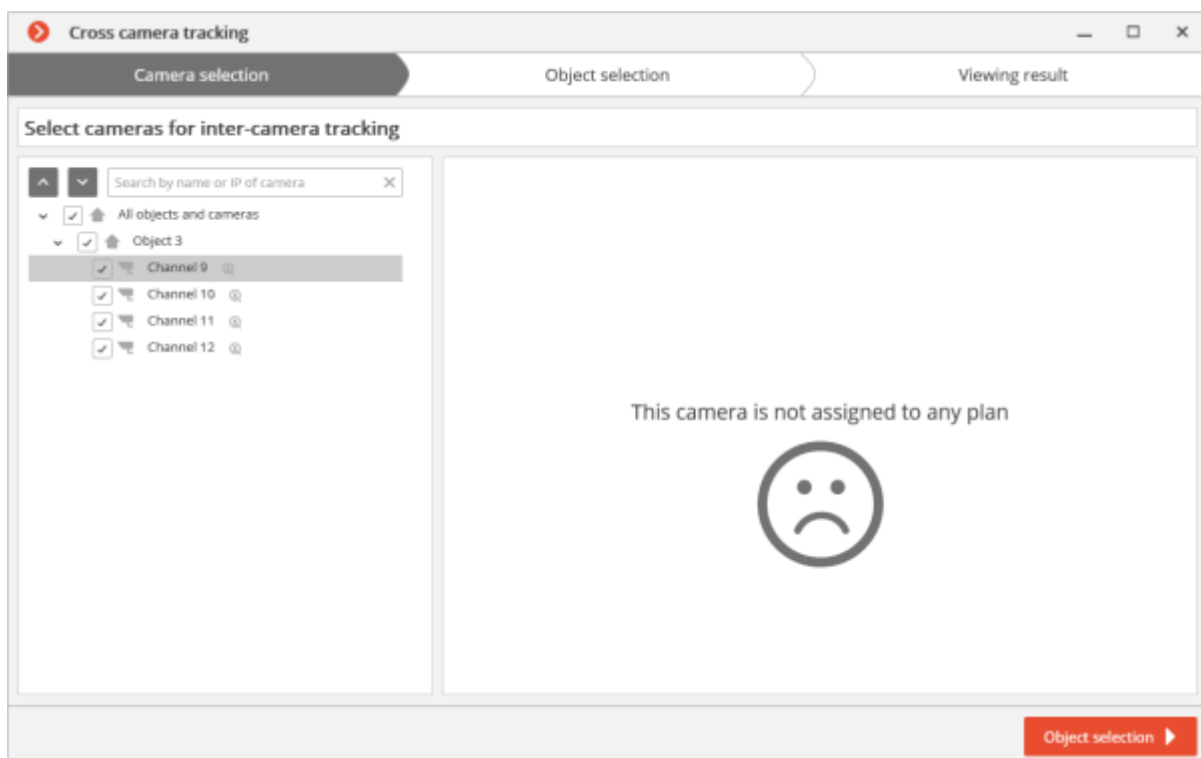 Cross camera tracking
Camera selection
Object selection
Viewing result
Select cameras for inter-camera tracking
Search by name or IP of camera
All objects and cameras
Object 3
Channel 9
Channel 10
Channel 11
Channel 12
This camera is not assigned to any plan
Object selection